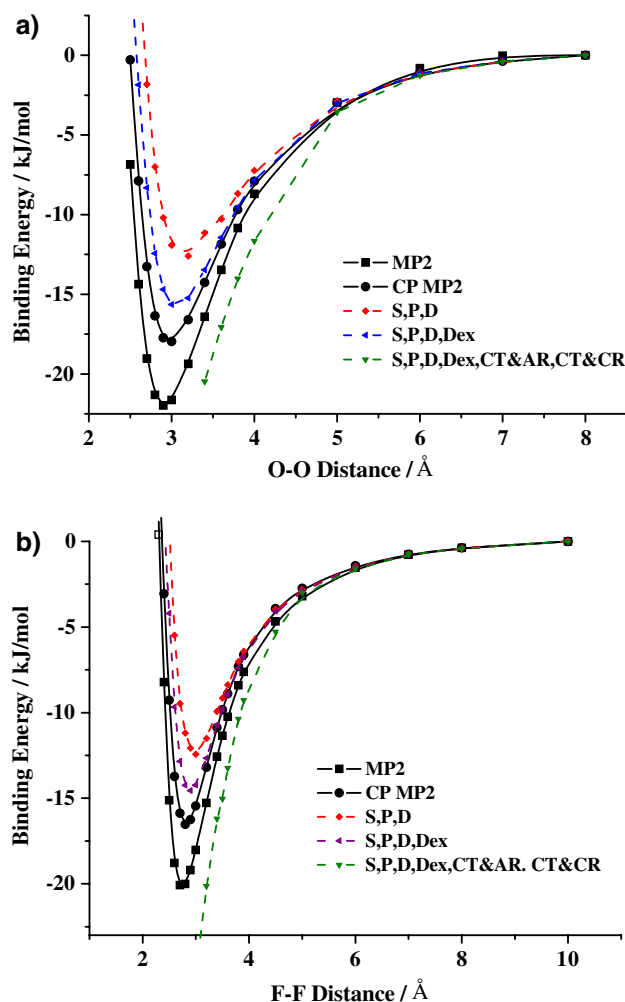 a)
0
-5
-10
-15
-20
Binding Energy / kJ/mol
MP2
CP MP2
S,P,D
S,P,D,Dex
S,P,D,Dex,CT&AR,CT&CR
2 3 4 5 6 7 8
O-O Distance / Å
b)
0
-5
-10
-15
-20
Binding Energy / kJ/mol
MP2
CP MP2
S,P,D
S,P,D,Dex
S,P,D,Dex,CT&AR. CT&CR
2 4 6 8 10
F-F Distance / Å